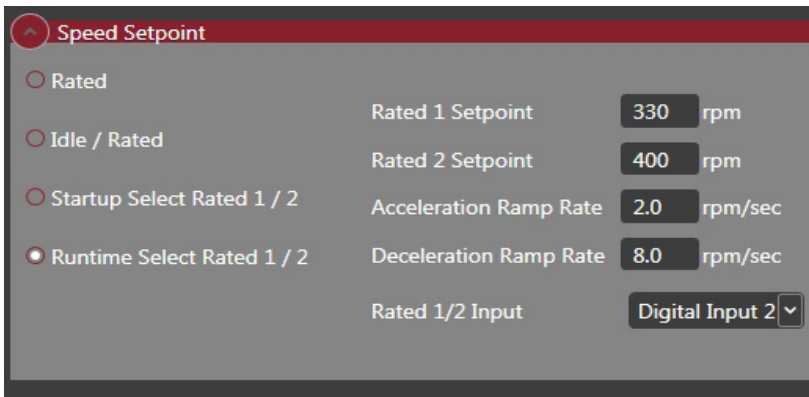 Speed Setpoint
Rated
Rated 1 Setpoint 330 rpm
Idle / Rated
Rated 2 Setpoint 400 rpm
Startup Select Rated 1 / 2
Acceleration Ramp Rate 2.0 rpm/sec
Runtime Select Rated 1 / 2
Deceleration Ramp Rate 8.0 rpm/sec
Rated 1/2 Input Digital Input 2